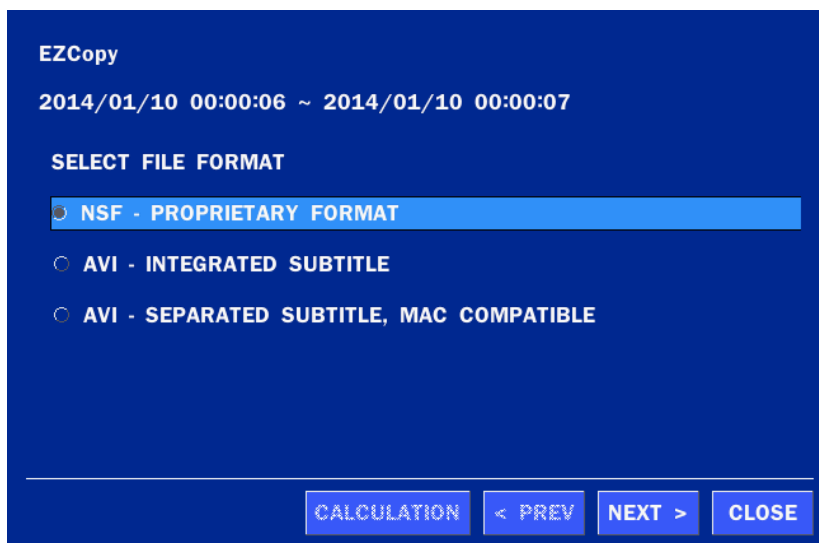 EZCopy
2014/01/10 00:00:06 ~ 2014/01/10 00:00:07
SELECT FILE FORMAT
NSF - PROPRIETARY FORMAT
AVI - INTEGRATED SUBTITLE
AVI - SEPARATED SUBTITLE, MAC COMPATIBLE
CALCULATION < PREV NEXT > CLOSE